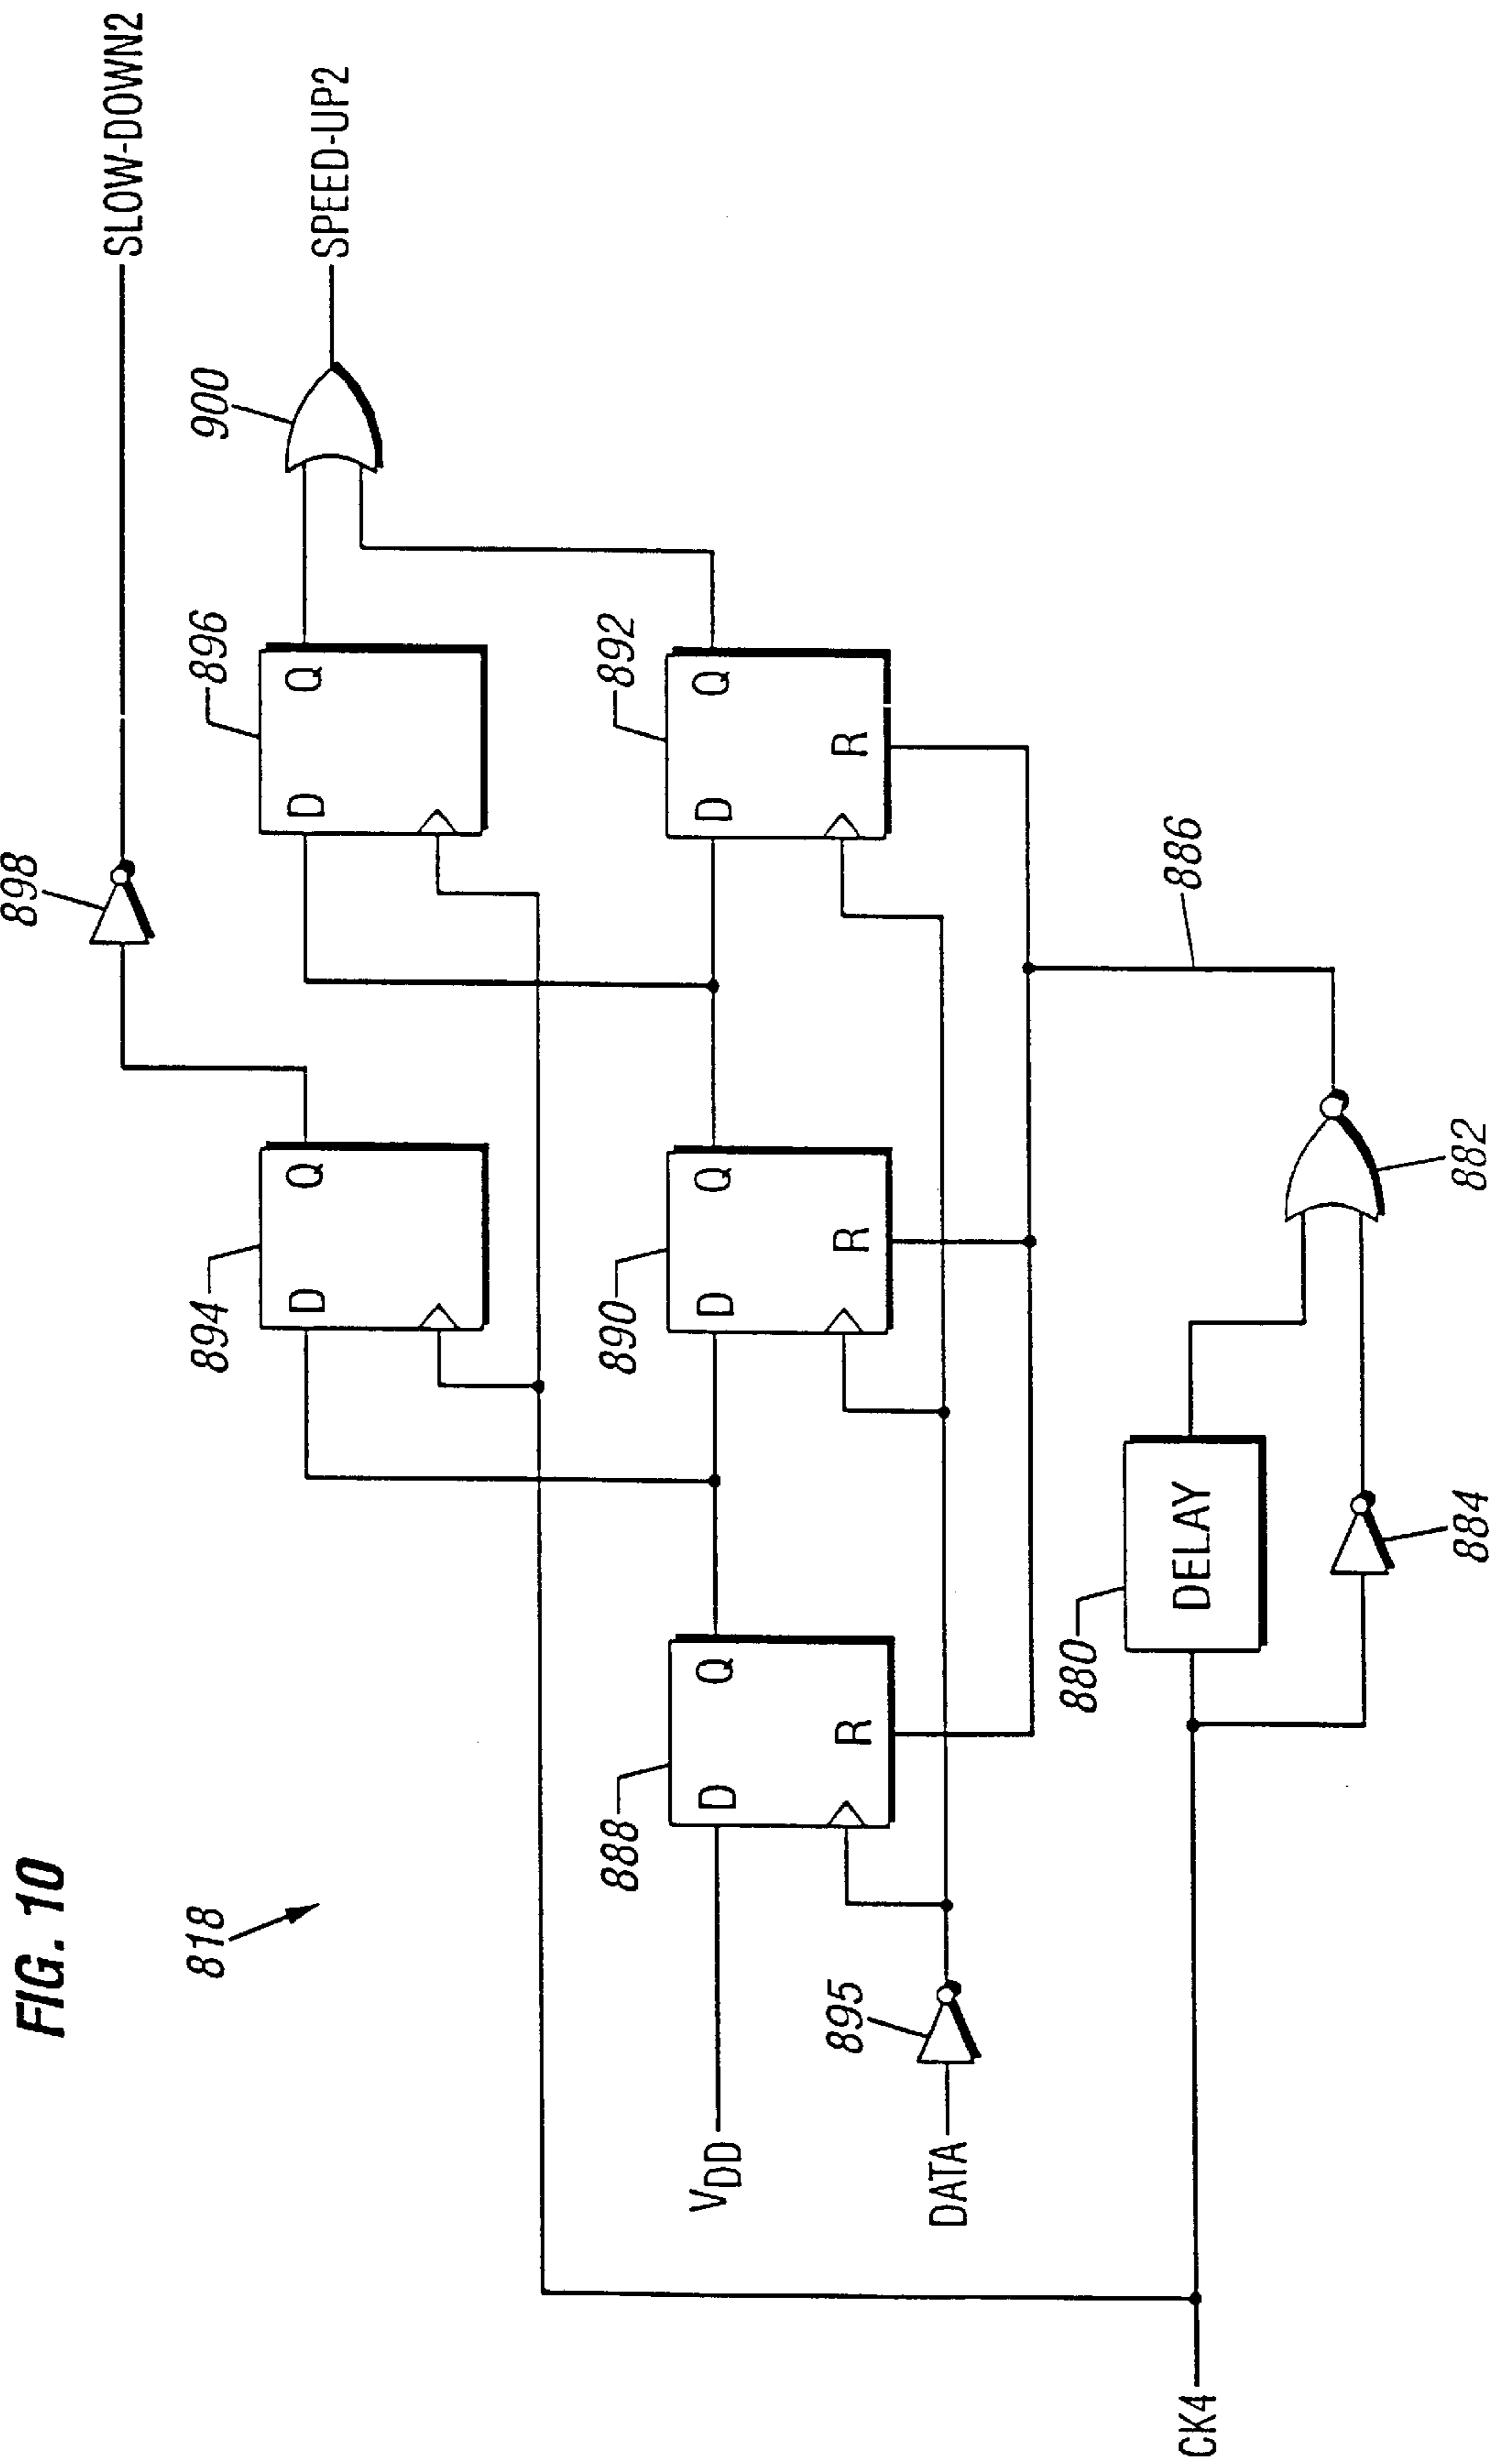 FIG. 10
818
898
SLOW-DOWN2
894
D
Q
896
D
Q
900
SPEED-UP2
VDD
888
D
Q
R
890
D
Q
R
892
D
Q
R
DATA
895
886
880
DELAY
884
882
CK4